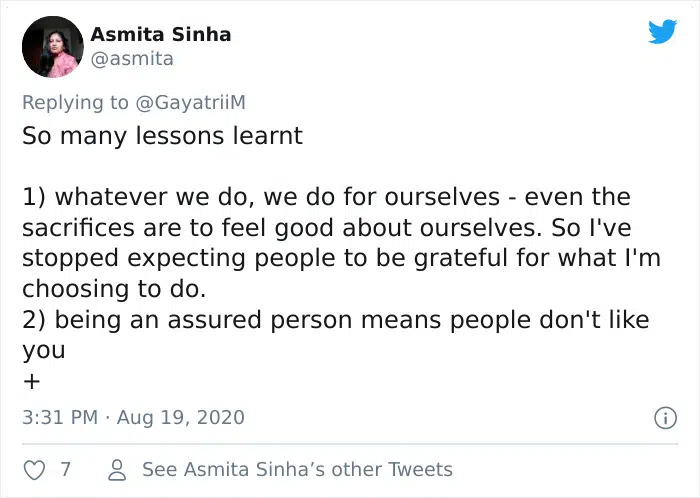 Asmita Sinha
@asmita
Replying to @GayatriiM
So many lessons learnt
1) whatever we do, we do for ourselves - even the
sacrifices are to feel good about ourselves. So I've
stopped expecting people to be grateful for what I'm
choosing to do.
2) being an assured person means people don't like
you
+
3:31 PM · Aug 19, 2020
7 See Asmita Sinha’s other Tweets